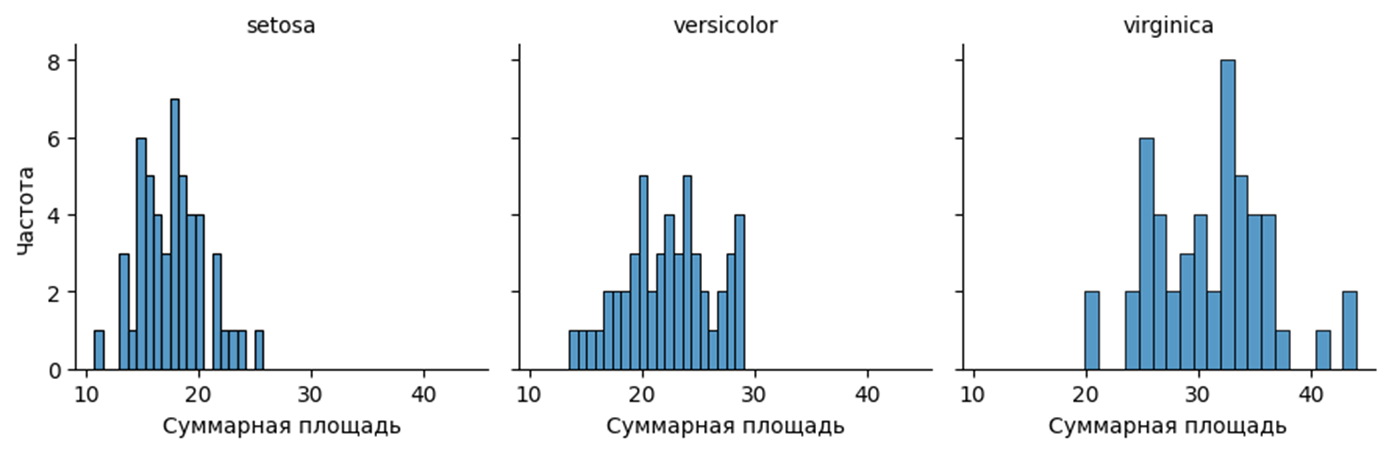 setosa
versicolor
virginica
Частота
8
6
4
2
0
10 20 30 40
10 20 30 40
10 20 30 40
Суммарная площадь
Суммарная площадь
Суммарная площадь